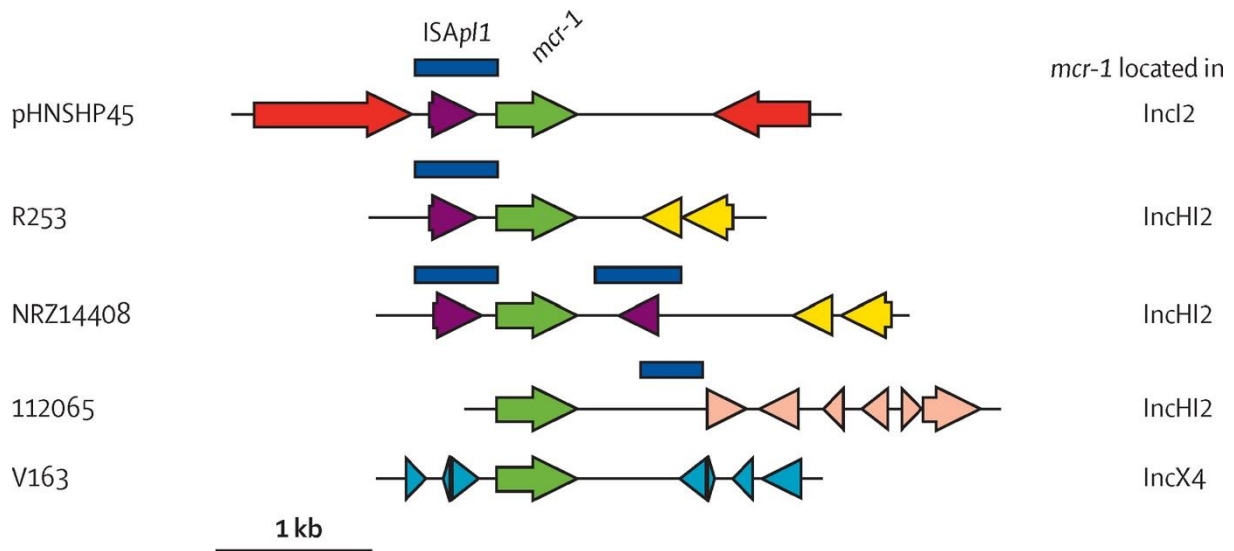 ISApl1
mcr-1
mcr-1 located in
pHNSHP45
IncI2
R253
IncHI2
NRZ14408
IncHI2
112065
IncHI2
V163
IncX4
1 kb